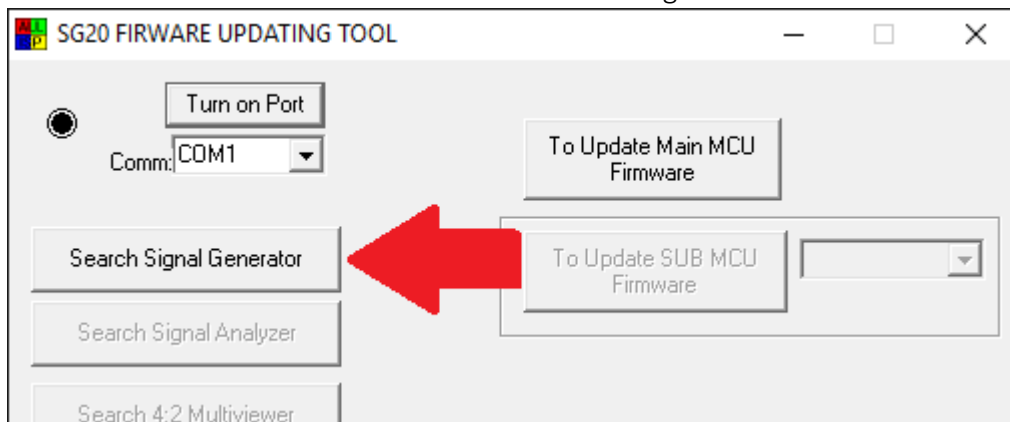 SG20 FIRWARE UPDATING TOOL
Turn on Port
Comm: COM1
To Update Main MCU
Firmware
Search Signal Generator
To Update SUB MCU
Firmware
Search Signal Analyzer
Search 4:2 Multiviewer